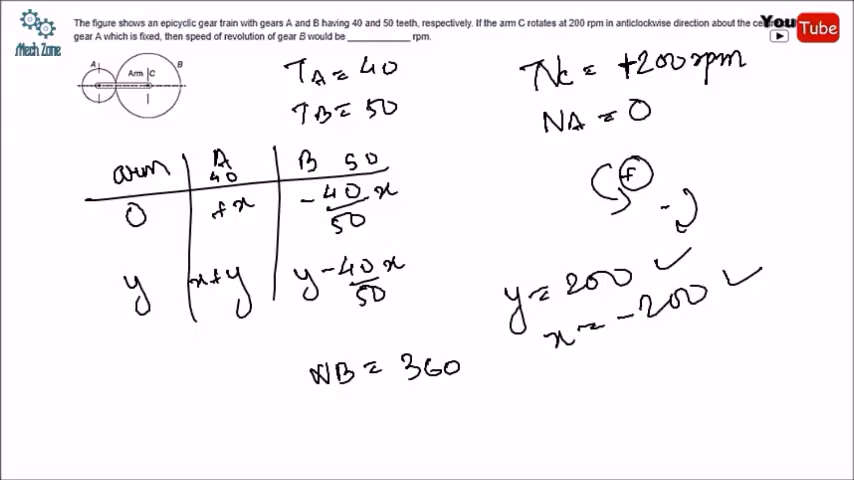 The figure shows an epicyclic gear train with gears A and B having 40 and 50 teeth, respectively. If the arm C rotates at 200 rpm in anticlockwise direction about the
gear A which is fixed, then speed of revolution of gear B would be ____________ rpm.
You Tube
Mech Zone
A Arm C B
TA = 40
TB = 50
NC = +200 rpm
NA = 0
arm A 40 B 50
0 +x -40/50 x
y x+y y-40/50 x
+
-
y = 200 ✓
x = -200 ✓
NB = 360